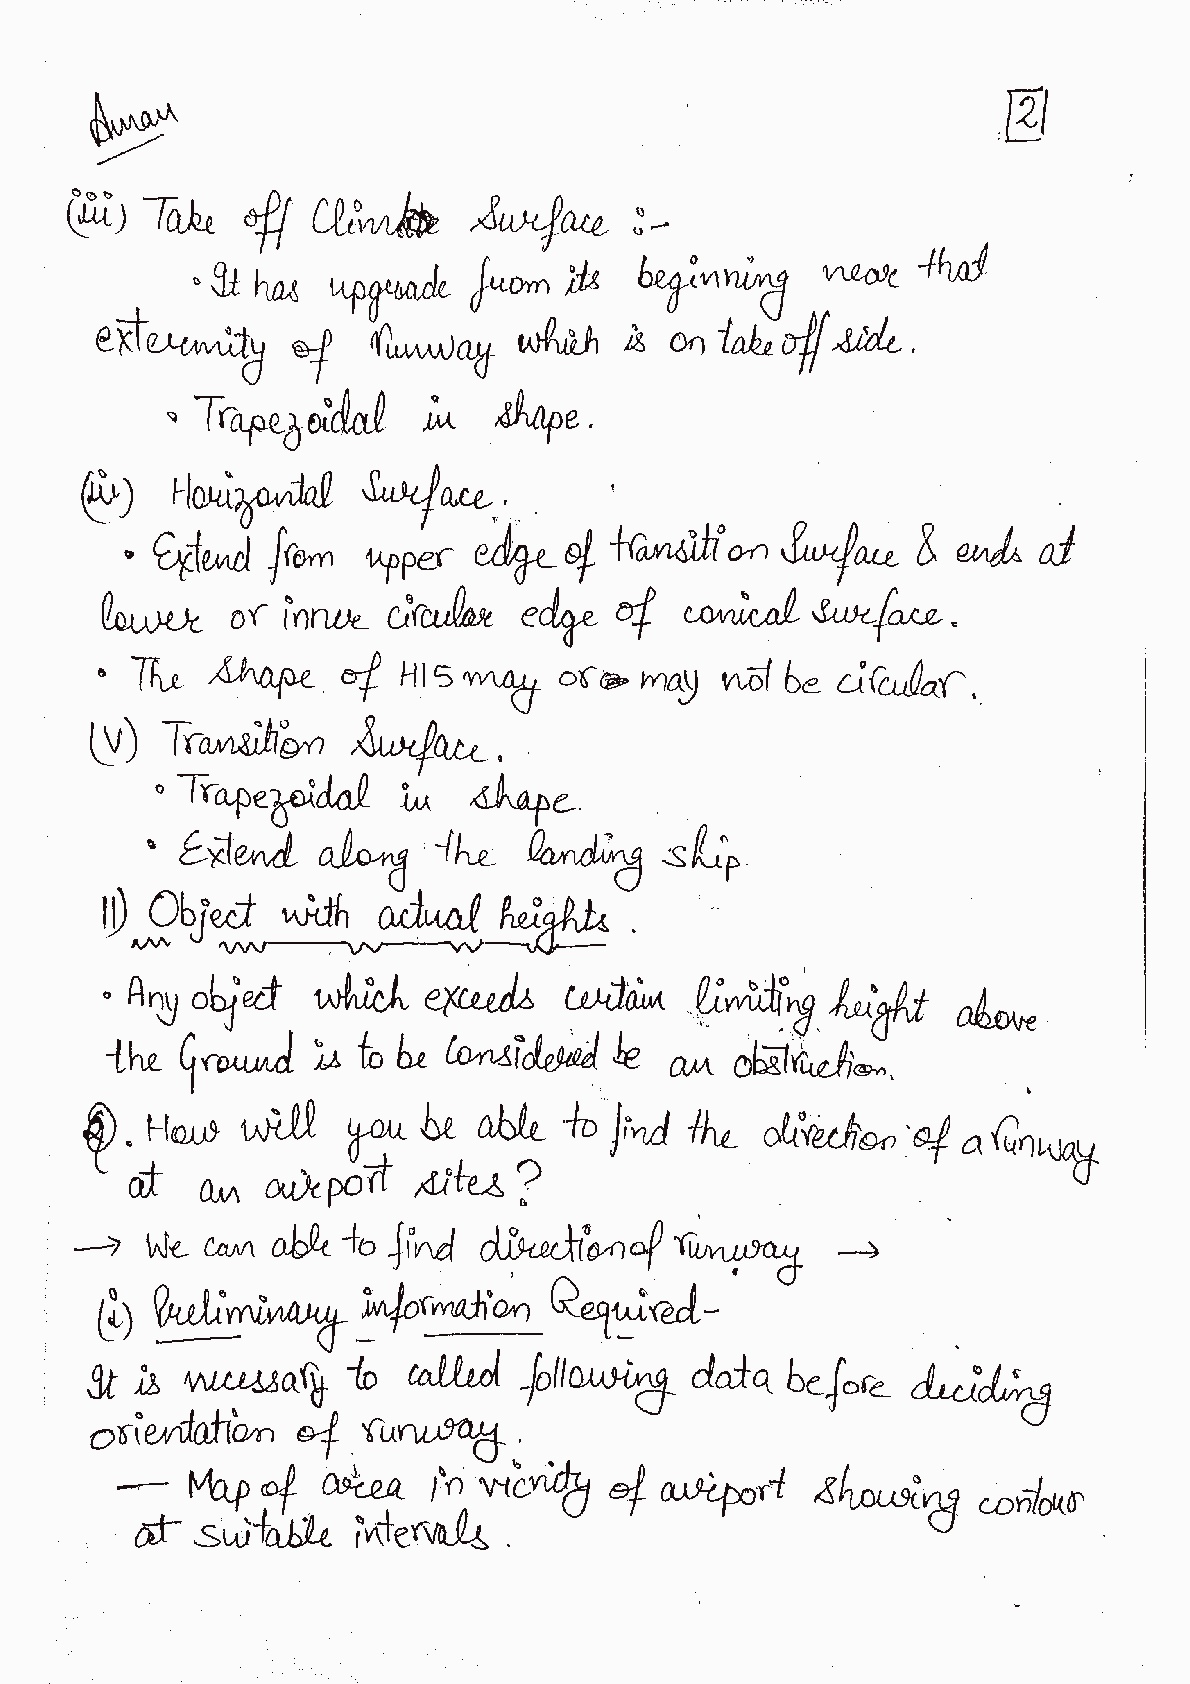 Aman
2
(iii) Take off Climb Surface :-
• It has upgrade from its beginning near that
extermity of runway which is on takeoff side.
• Trapezoidal in shape.
(iv) Horizontal Surface.
• Extend from upper edge of transition Surface & ends at
lower or inner circular edge of conical surface.
• The shape of HIS may or may not be circular.
(V) Transition Surface.
• Trapezoidal in shape.
• Extend along the landing ship.
II) Object with actual heights.
• Any object which exceeds certain limiting height above
the Ground is to be Considered be an obstruction.
Q. How will you be able to find the direction of a runway
at an airport sites?
→ We can able to find direction of runway →
(i) Preliminary information Required-
It is necessary to called following data before deciding
orientation of runway.
— Map of area in vicnity of airport showing contour
at suitable intervals.